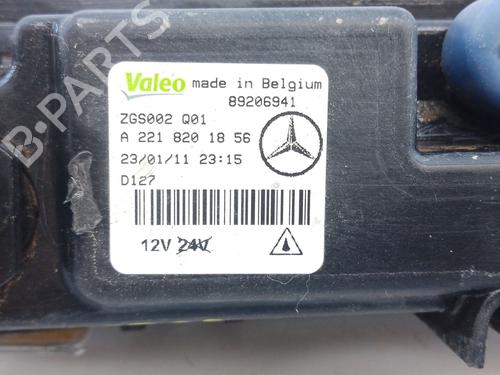 Valeo made in Belgium
89206941
ZGS002 Q01
A 221 820 18 56
23/01/11 23:15
D127
12V 24V
B-Parts